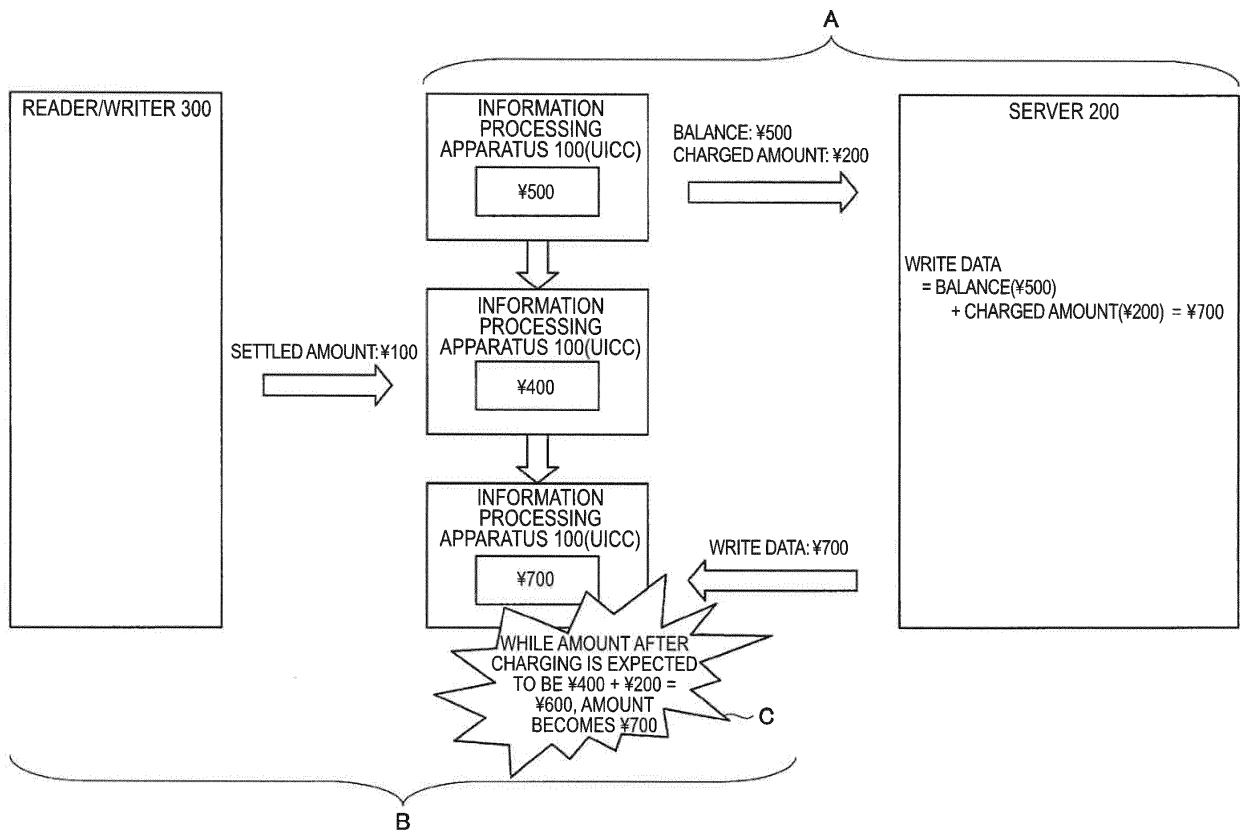 A
READER/WRITER 300
INFORMATION
PROCESSING
APPARATUS 100(UICC)
¥500
BALANCE: ¥500
CHARGED AMOUNT: ¥200
SERVER 200
WRITE DATA
= BALANCE(¥500)
+ CHARGED AMOUNT(¥200) = ¥700
SETTLED AMOUNT: ¥100
INFORMATION
PROCESSING
APPARATUS 100(UICC)
¥400
INFORMATION
PROCESSING
APPARATUS 100(UICC)
¥700
WRITE DATA: ¥700
WHILE AMOUNT AFTER
CHARGING IS EXPECTED
TO BE ¥400 + ¥200 =
¥600, AMOUNT
BECOMES ¥700
C
B